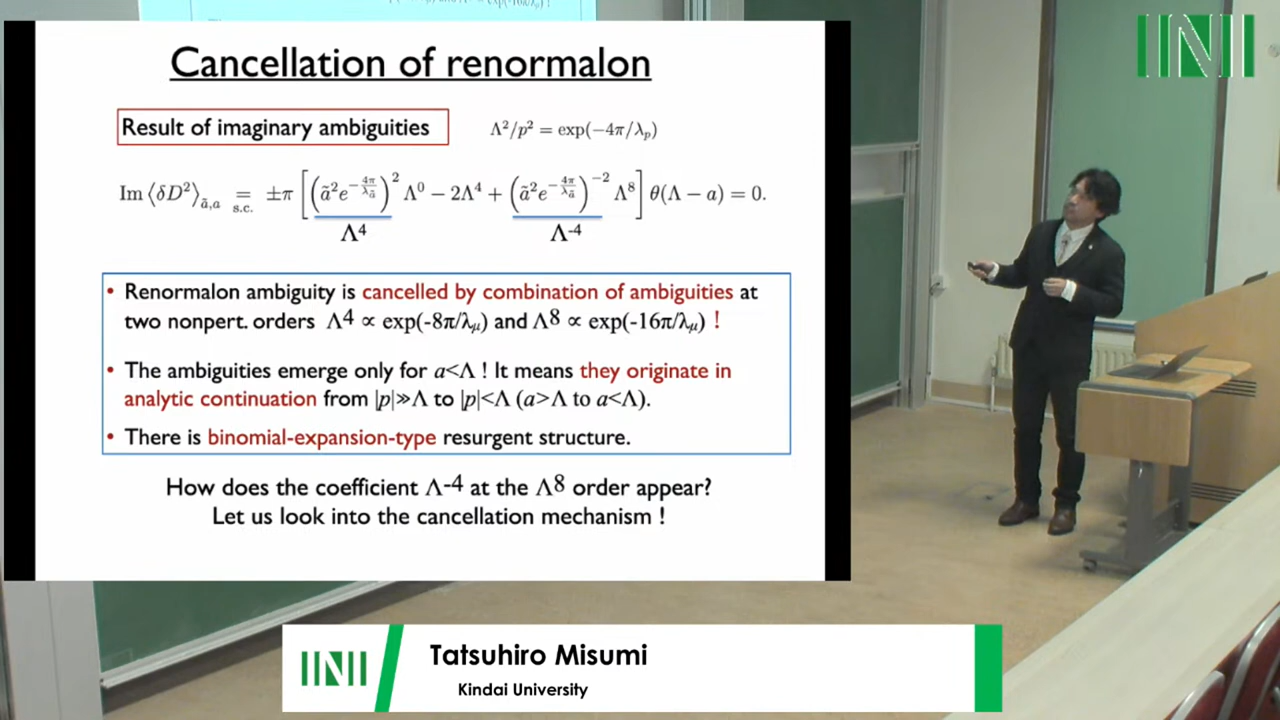 Cancellation of renormalon
Result of imaginary ambiguities
Λ²/p² = exp(−4π/λ_p)
Im ⟨δD²⟩_{ã,a} =_{s.c.} ±π [ (ã²e^{−4π/λ_ã})² Λ⁰ − 2Λ⁴ + (ã²e^{−4π/λ_ã})^{−2} Λ⁸ ] θ(Λ − a) = 0.
Λ⁴
Λ⁻⁴
• Renormalon ambiguity is cancelled by combination of ambiguities at
two nonpert. orders Λ⁴ ∝ exp(-8π/λ_μ) and Λ⁸ ∝ exp(-16π/λ_μ) !
• The ambiguities emerge only for a<Λ ! It means they originate in
analytic continuation from |p|≫Λ to |p|<Λ (a>Λ to a<Λ).
• There is binomial-expansion-type resurgent structure.
How does the coefficient Λ⁻⁴ at the Λ⁸ order appear?
Let us look into the cancellation mechanism !
Tatsuhiro Misumi
Kindai University